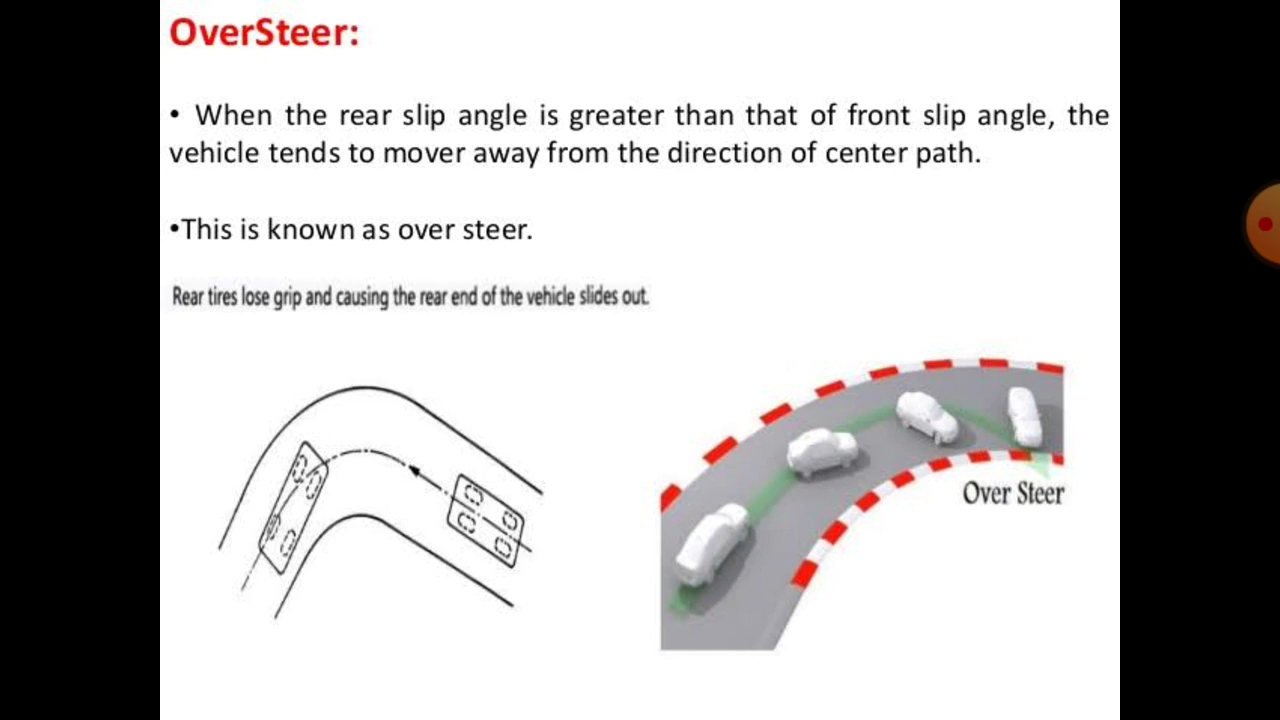 OverSteer:
• When the rear slip angle is greater than that of front slip angle, the
vehicle tends to mover away from the direction of center path.
•This is known as over steer.
Rear tires lose grip and causing the rear end of the vehicle slides out.
Over Steer